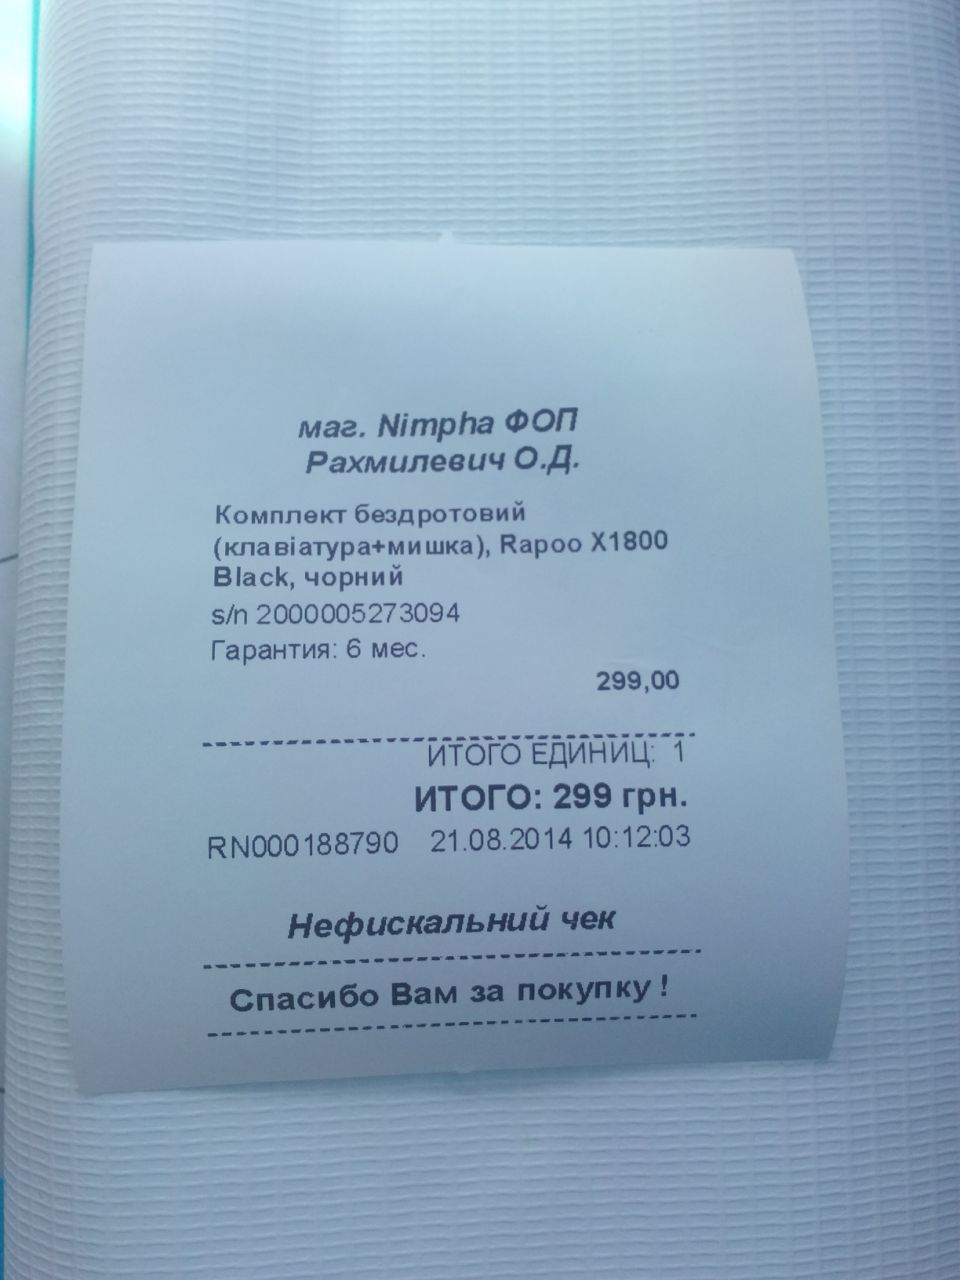 маг. Nimpha ФОП
Рахмилевич О.Д.
Комплект бездротовий
(клавіатура+мишка), Rapoo X1800
Black, чорний
s/n 2000005273094
Гарантия: 6 мес.
299,00
ИТОГО ЕДИНИЦ: 1
ИТОГО: 299 грн.
RN000188790 21.08.2014 10:12:03
Нефискальний чек
Спасибо Вам за покупку !